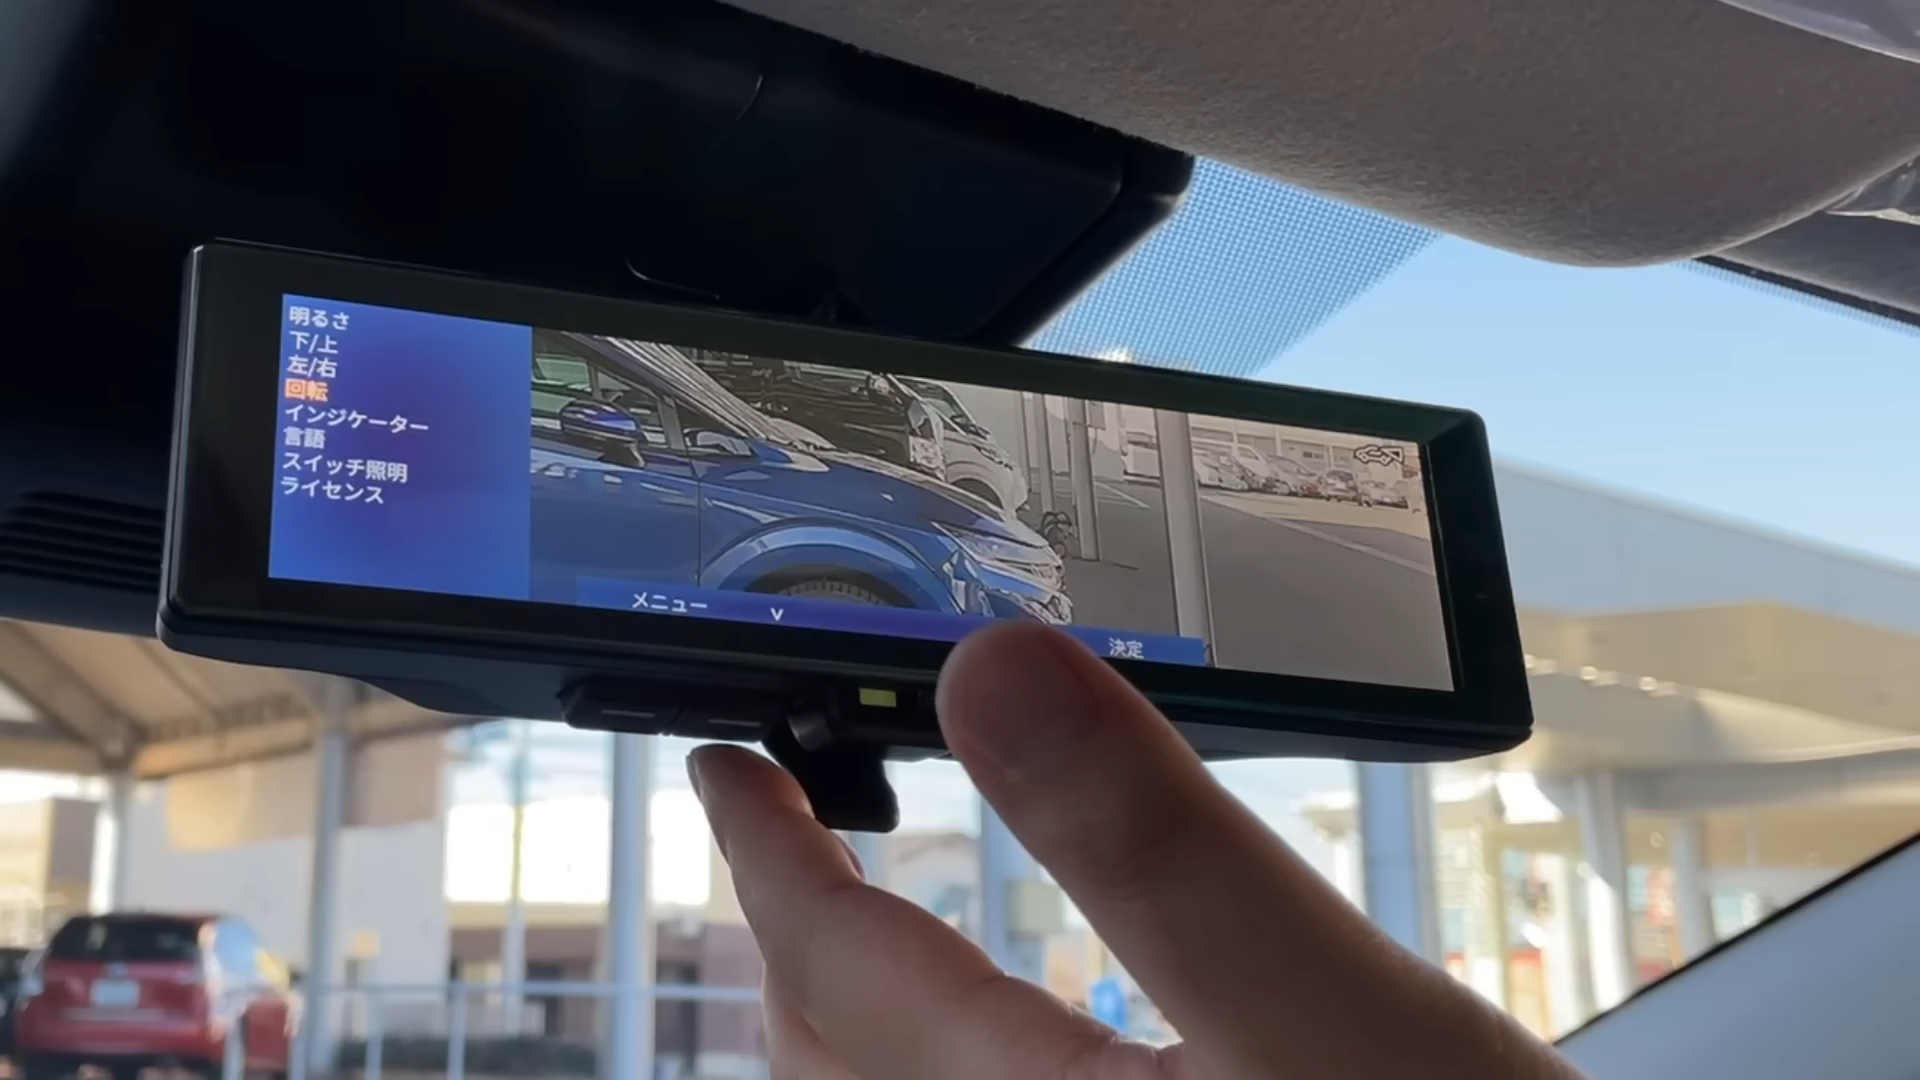 明るさ
下/上
左/右
回転
インジケーター
言語
スイッチ照明
ライセンス
メニュー
∨
決定